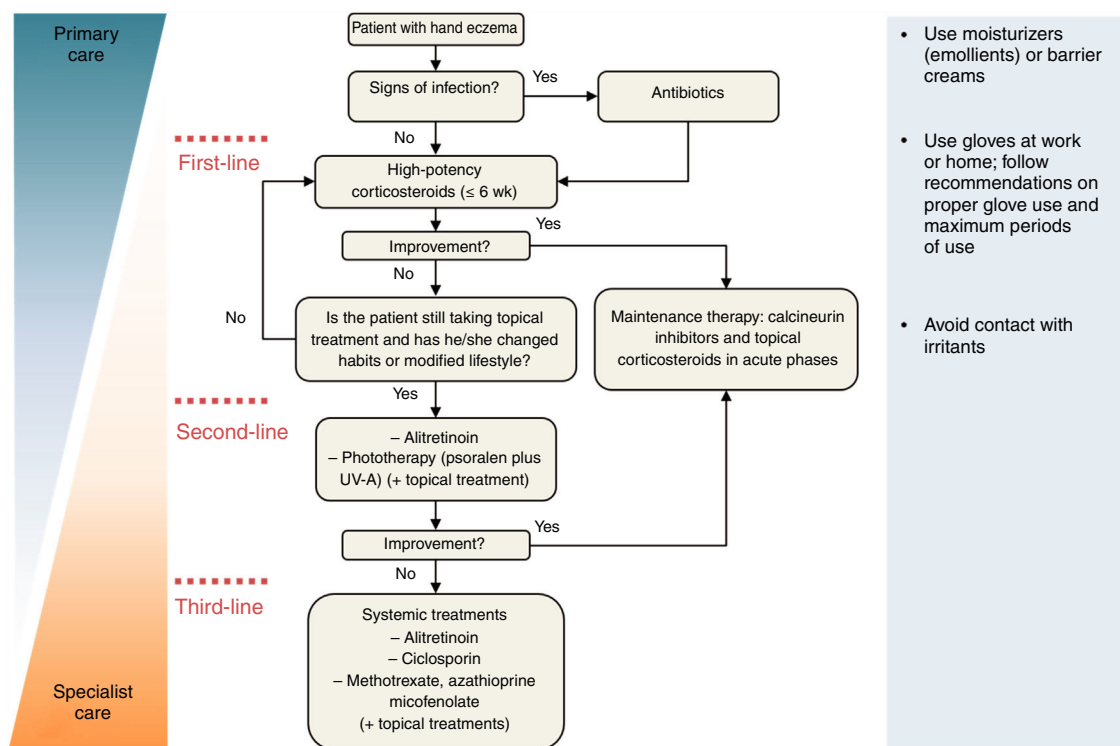 Primary
care
Patient with hand eczema
Signs of infection?
Yes
Antibiotics
No
First-line
High-potency
corticosteroids (≤ 6 wk)
Yes
Improvement?
No
No
Is the patient still taking topical
treatment and has he/she changed
habits or modified lifestyle?
Maintenance therapy: calcineurin
inhibitors and topical
corticosteroids in acute phases
Yes
Second-line
– Alitretinoin
– Phototherapy (psoralen plus
UV-A) (+ topical treatment)
Yes
Improvement?
No
Third-line
Systemic treatments
– Alitretinoin
– Ciclosporin
– Methotrexate, azathioprine
micofenolate
(+ topical treatments)
Specialist
care
• Use moisturizers
(emollients) or barrier
creams
• Use gloves at work
or home; follow
recommendations on
proper glove use and
maximum periods
of use
• Avoid contact with
irritants